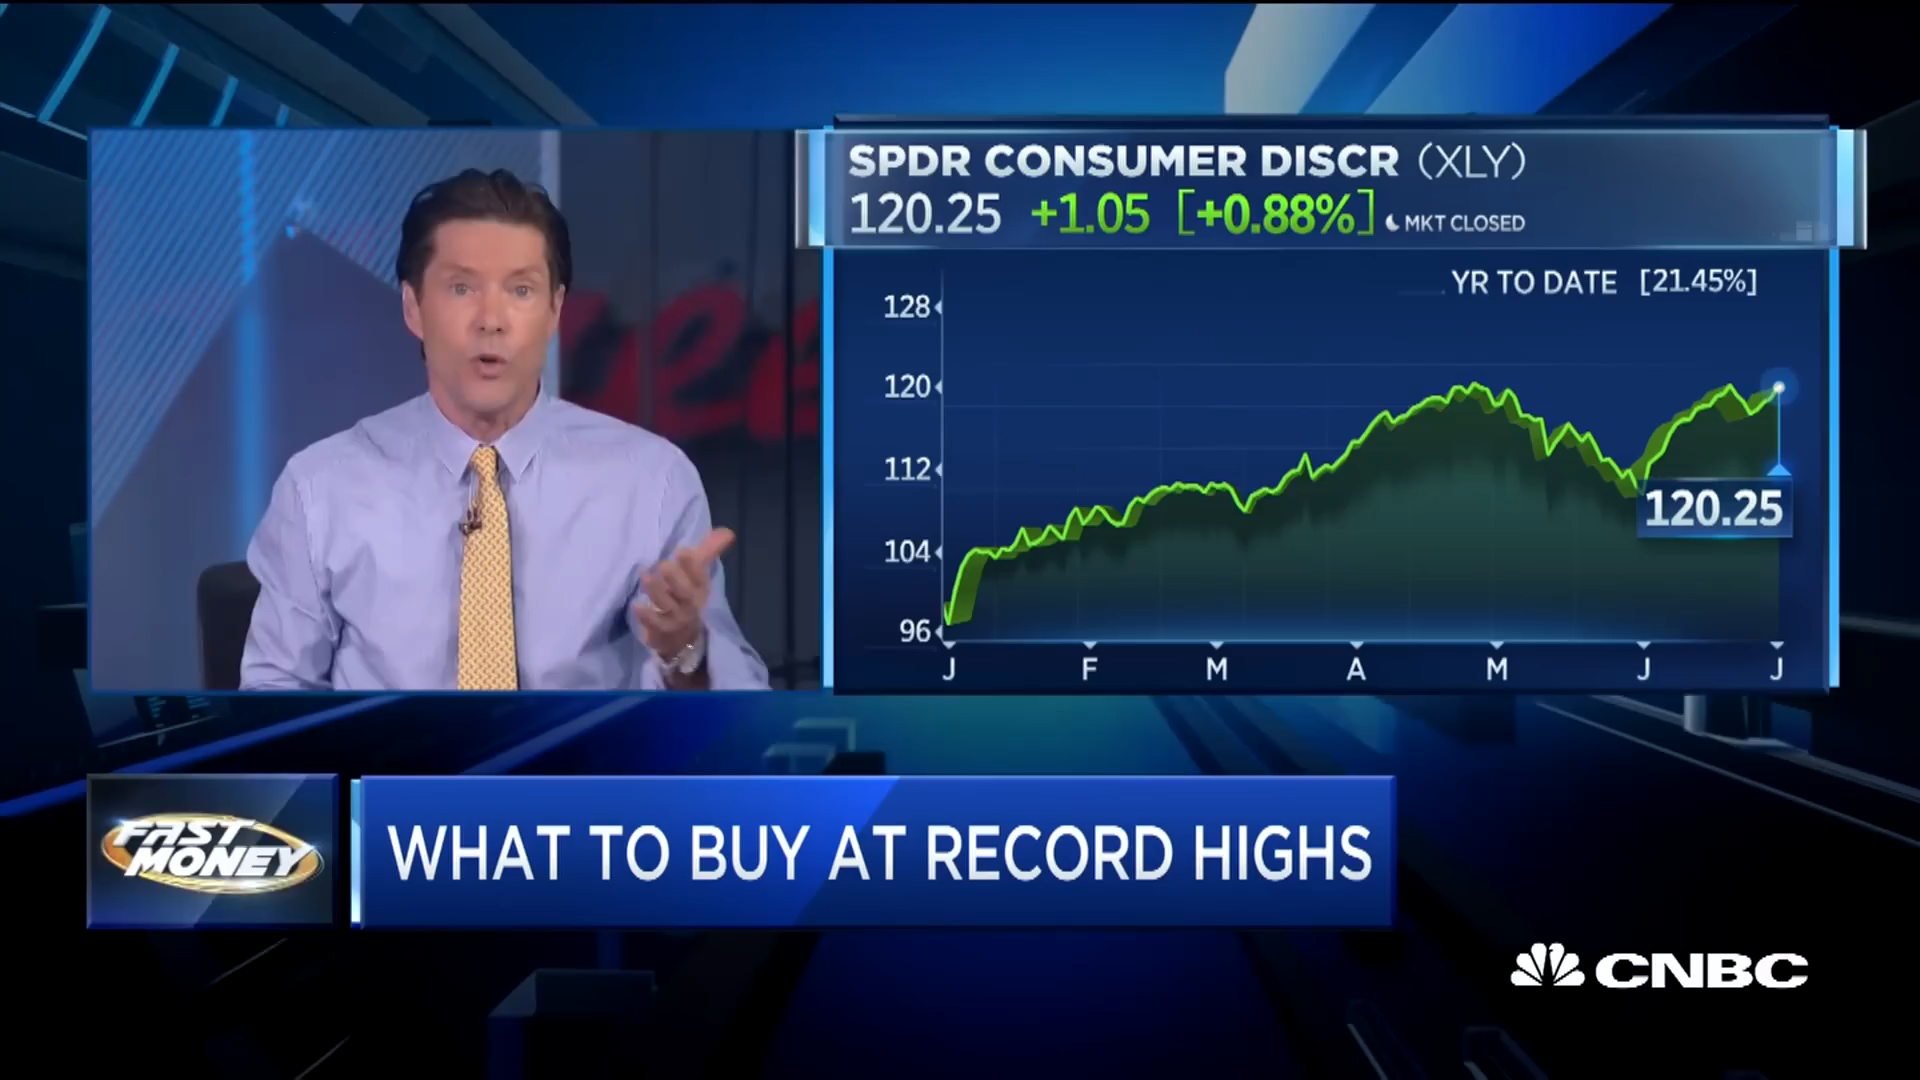 SPDR CONSUMER DISCR (XLY)
120.25 +1.05 [+0.88%] MKT CLOSED
YR TO DATE [21.45%]
128
120
112
104
96
120.25
J F M A M J J
FAST
MONEY
WHAT TO BUY AT RECORD HIGHS
CNBC